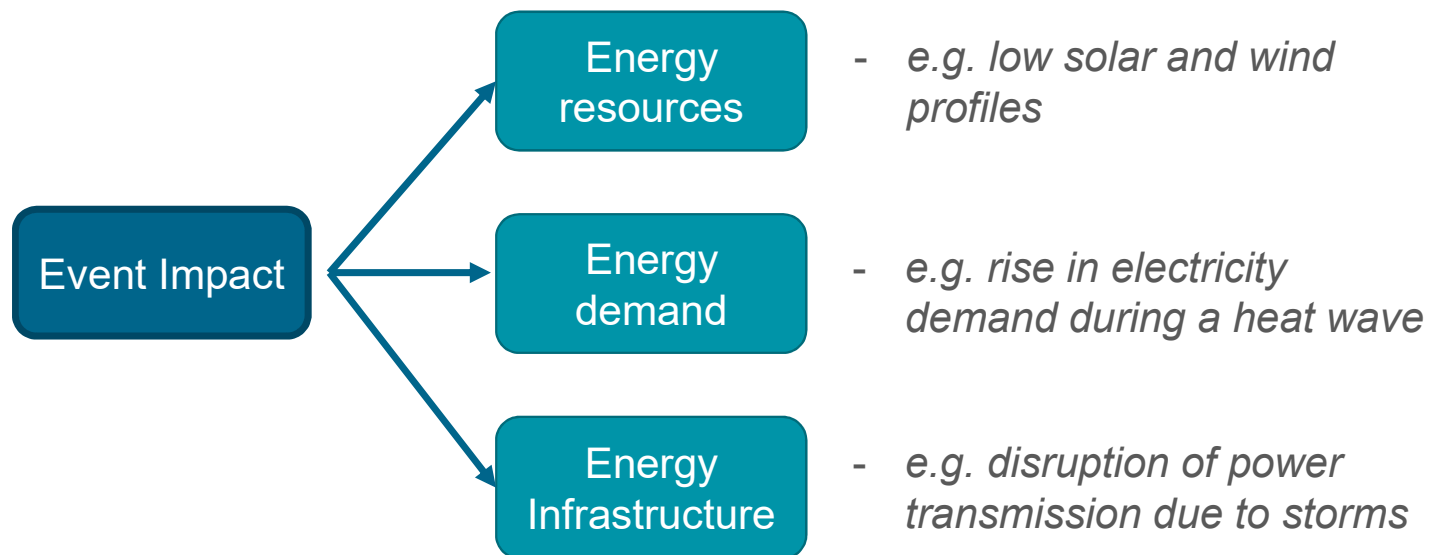 Energy
resources
- e.g. low solar and wind
profiles
Event Impact
Energy
demand
- e.g. rise in electricity
demand during a heat wave
Energy
Infrastructure
- e.g. disruption of power
transmission due to storms